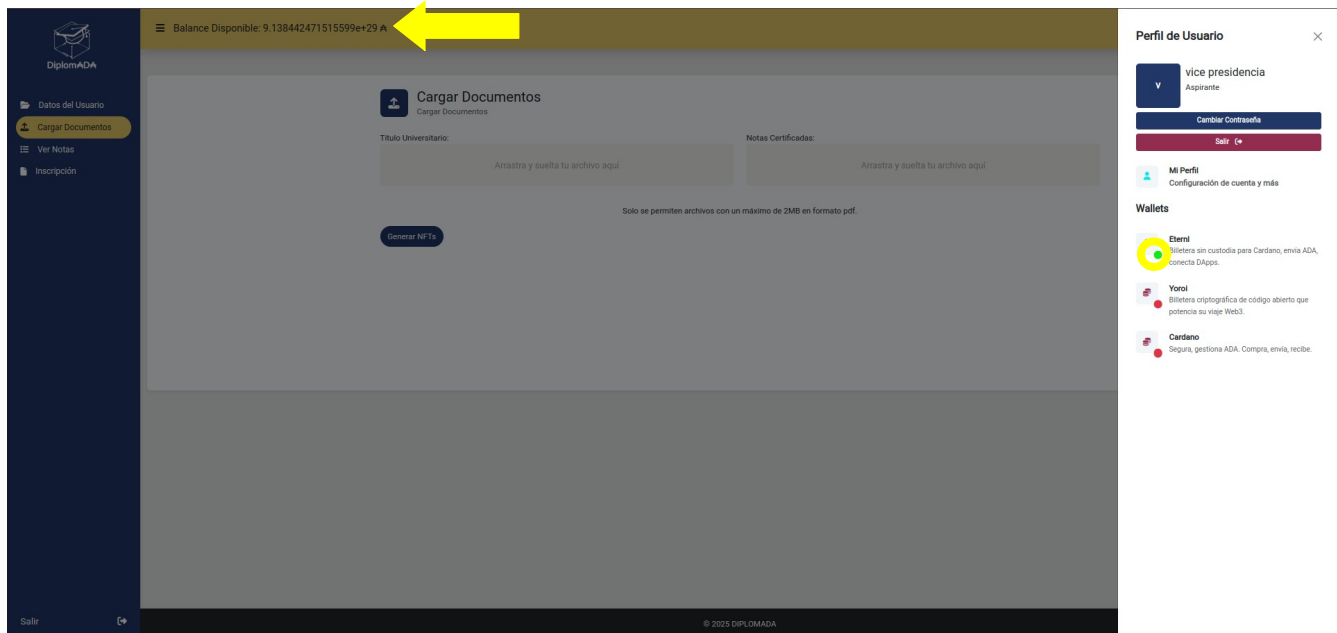 DiplomADA
Datos del Usuario
Cargar Documentos
Ver Notas
Inscripción
Salir
Balance Disponible: 9.138442471515599e+29 ₳
Cargar Documentos
Cargar Documentos
Título Universitario:
Arrastra y suelta tu archivo aquí
Notas Certificadas:
Arrastra y suelta tu archivo aquí
Solo se permiten archivos con un máximo de 2MB en formato pdf.
Generar NFTs
© 2025 DIPLOMADA
Perfil de Usuario
V
vice presidencia
Aspirante
Cambiar Contraseña
Salir
Mi Perfil
Configuración de cuenta y más
Wallets
Eternl
Billetera sin custodia para Cardano, envia ADA,
conecta DApps.
Yoroi
Billetera criptográfica de código abierto que
potencia su viaje Web3.
Cardano
Segura, gestiona ADA. Compra, envía, recibe.